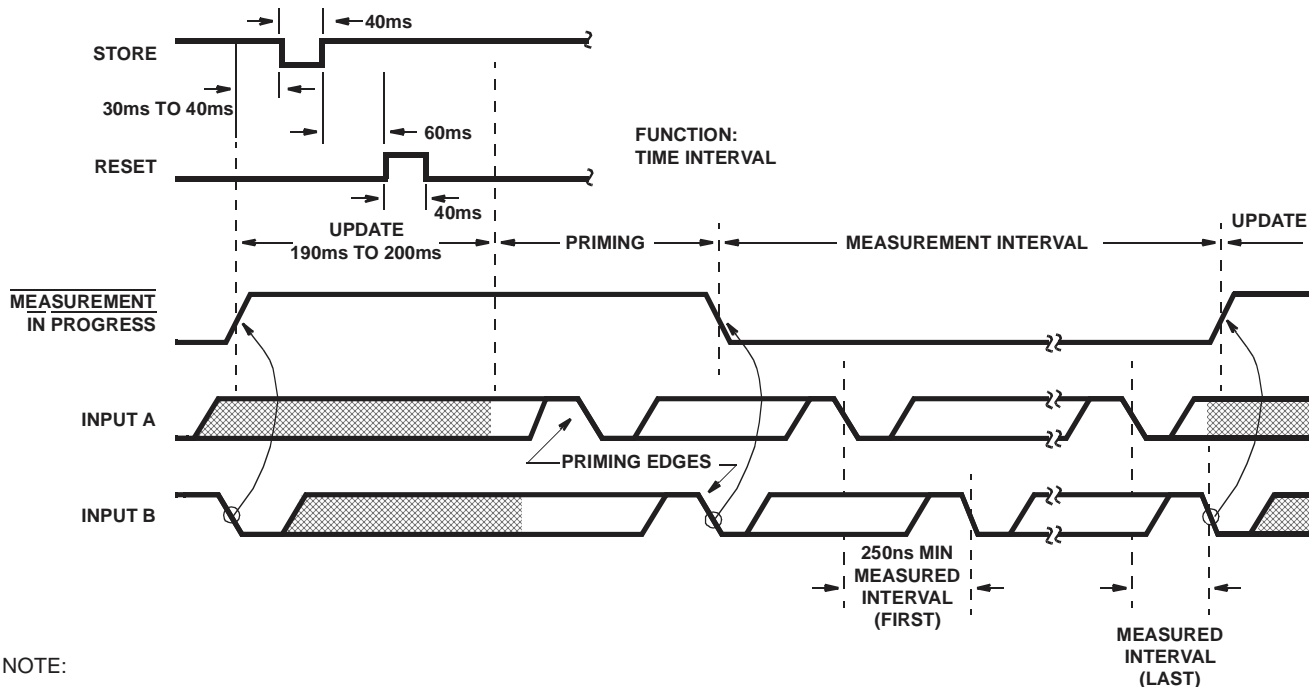 40ms
STORE
30ms TO 40ms
60ms
FUNCTION:
TIME INTERVAL
RESET
40ms
UPDATE
190ms TO 200ms
PRIMING
MEASUREMENT INTERVAL
UPDATE
MEASUREMENT
IN PROGRESS
INPUT A
PRIMING EDGES
INPUT B
250ns MIN
MEASURED
INTERVAL
(FIRST)
MEASURED
INTERVAL
(LAST)
NOTE: